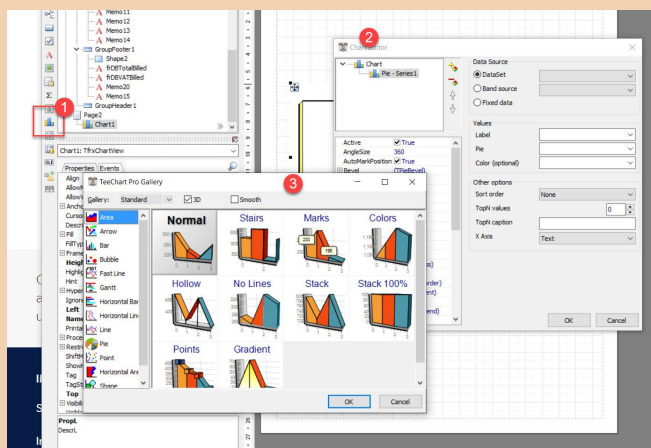 Memo11
Memo12
Memo13
Memo14
GroupFooter1
Shape2
frDBTotalBilled
frDBVATBilled
Memo20
Memo15
GroupHeader1
Page2
Chart1
1
Chart1: TfrxChartView
Properties
Events
Align
Fill
Hint
Left
Tag
Top
2
Chart Editor
Chart
Pie - Series1
Active
True
AngleSize
360
AutoMarkPosition
True
Bevel
(TPieBevel)
Data Source
DataSet
Band source
Fixed data
Values
Label
Pie
Color (optional)
Other options
Sort order
None
TopN values
0
TopN caption
X Axis
Text
OK
Cancel
3
TeeChart Pro Gallery
Gallery:
Standard
3D
Smooth
Area
Arrow
Bar
Bubble
Fast Line
Gantt
Horizontal Bar
Horizontal Line
Line
Pie
Point
Horizontal Area
Shape
Normal
Stairs
Marks
Colors
Hollow
No Lines
Stack
Stack 100%
Points
Gradient
OK
Cancel